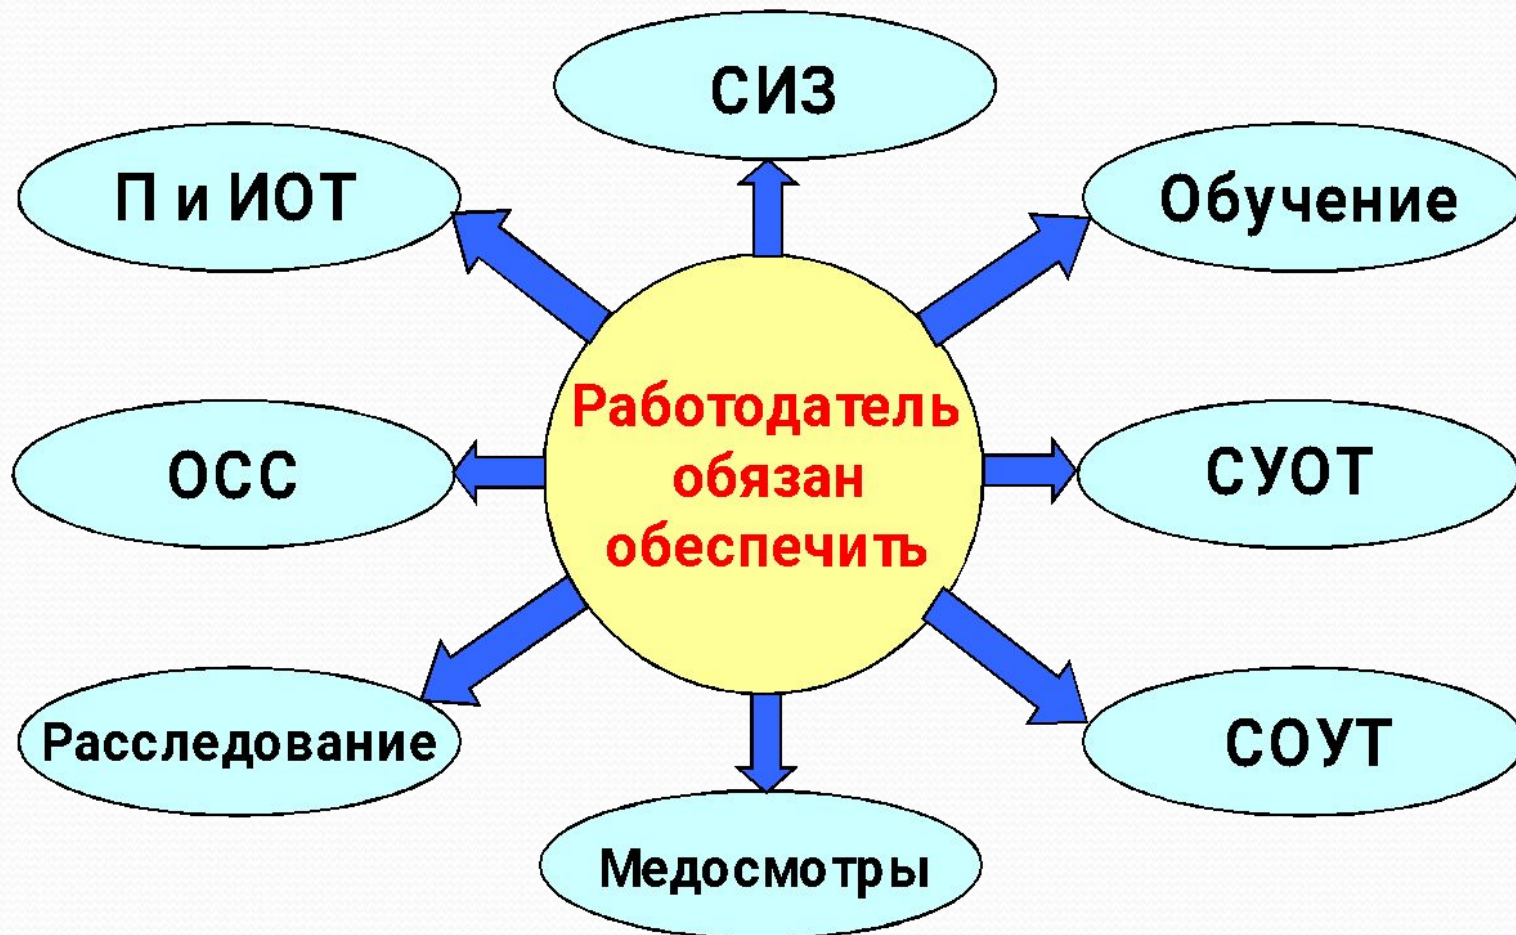 СИЗ
П и ИОТ
Обучение
Работодатель
обязан
обеспечить
ОСС
СУОТ
Расследование
СОУТ
Медосмотры